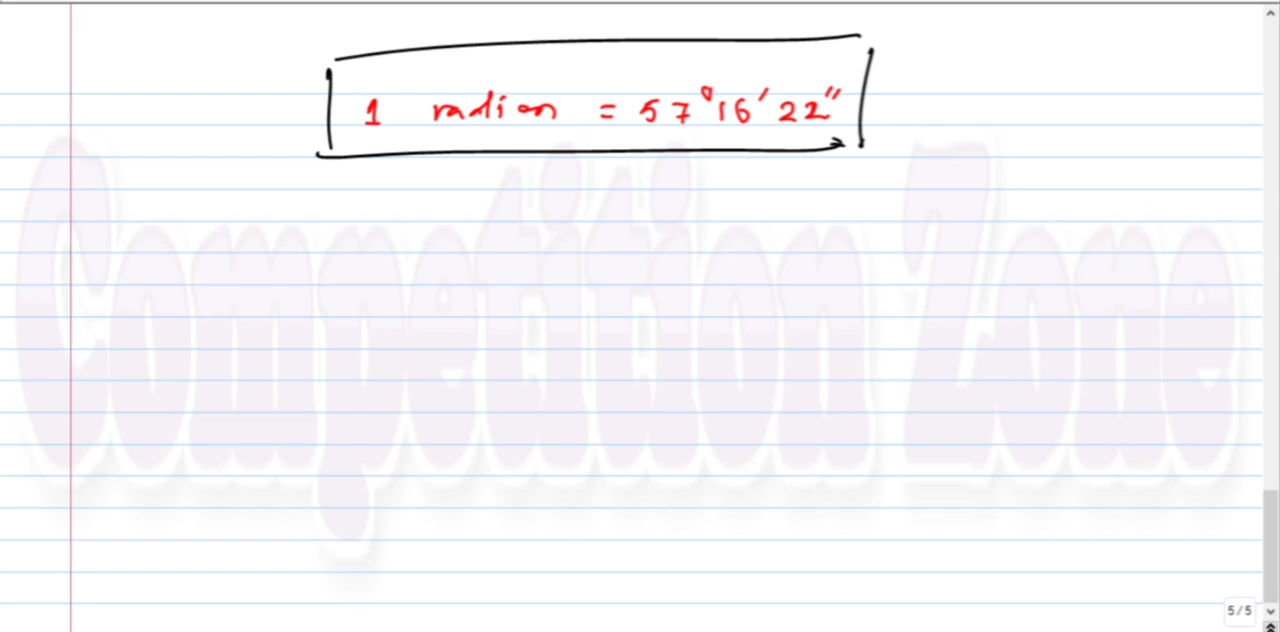 1 radian = 57°16′22″
Competition Zone
5/5